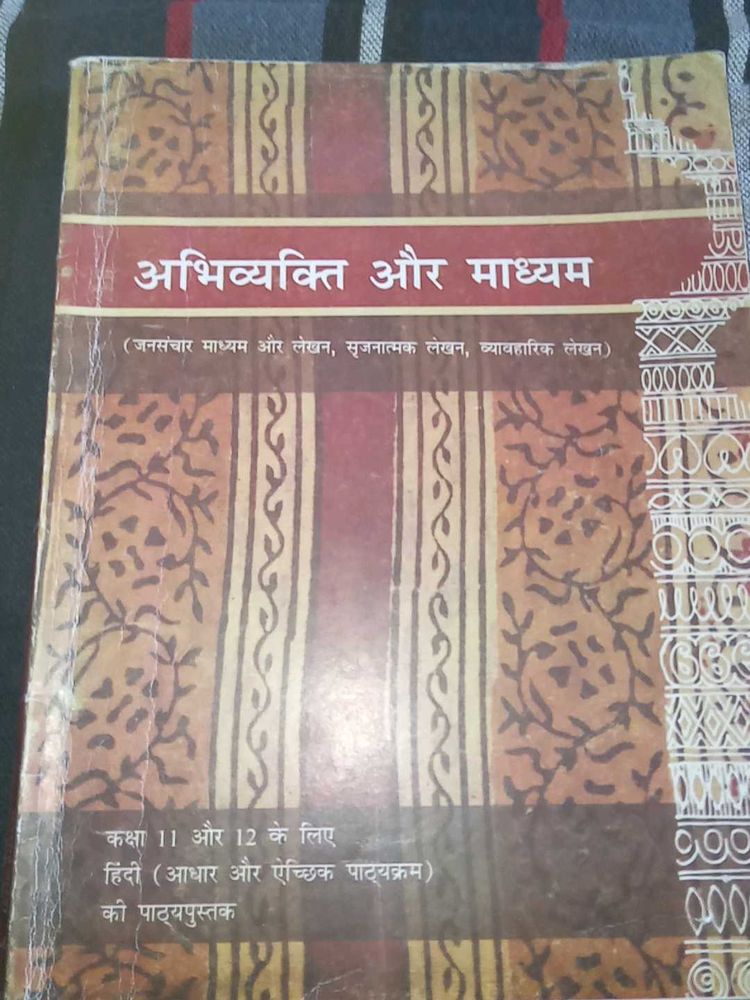 अभिव्यक्ति और माध्यम
(जनसंचार माध्यम और लेखन, सृजनात्मक लेखन, व्यावहारिक लेखन)
कक्षा 11 और 12 के लिए
हिंदी (आधार और ऐच्छिक पाठ्यक्रम)
की पाठ्यपुस्तक